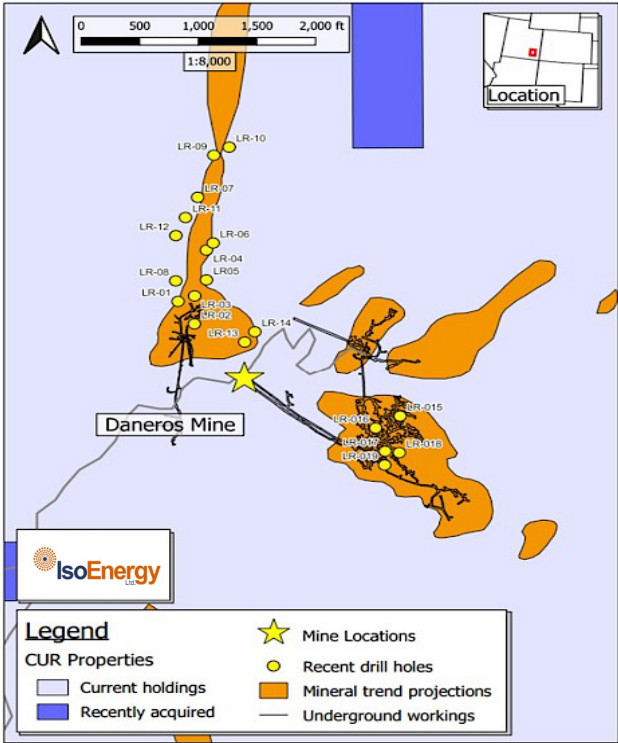 0 500 1,000 1,500 2,000 ft
1:8,000
Location
LR-10
LR-09
LR-07
LR-11
LR-12
LR-06
LR-04
LR-08
LR05
LR-01
LR-03
LR-02
LR-14
LR-13
Daneros Mine
LR-015
LR-016
LR-017
LR-018
LR-019
IsoEnergy
Ltd.
Legend
CUR Properties
Current holdings
Recently acquired
Mine Locations
Recent drill holes
Mineral trend projections
Underground workings